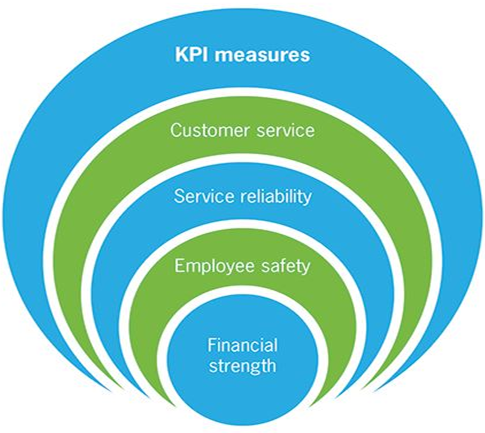 KPI measures
Customer service
Service reliability
Employee safety
Financial
strength